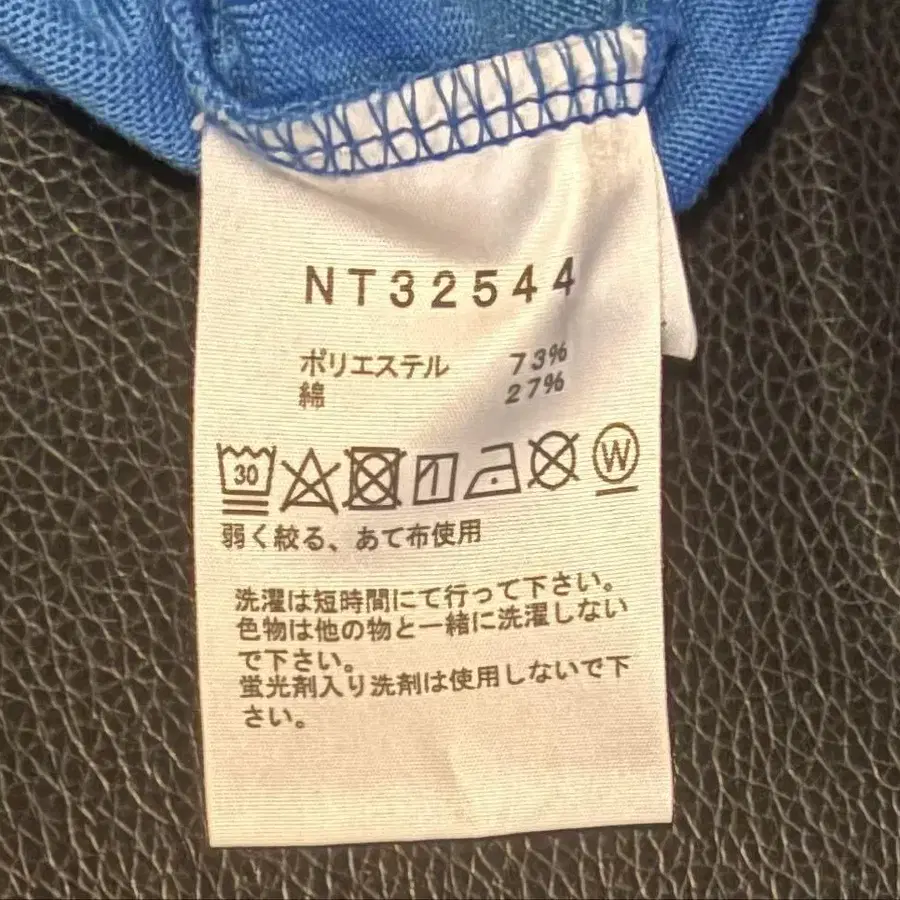 NT32544
ポリエステル 73%
綿 27%
30 W
弱く絞る、あて布使用
洗濯は短時間にて行って下さい。
色物は他の物と一緒に洗濯しない
で下さい。
蛍光剤入り洗剤は使用しないで下
さい。